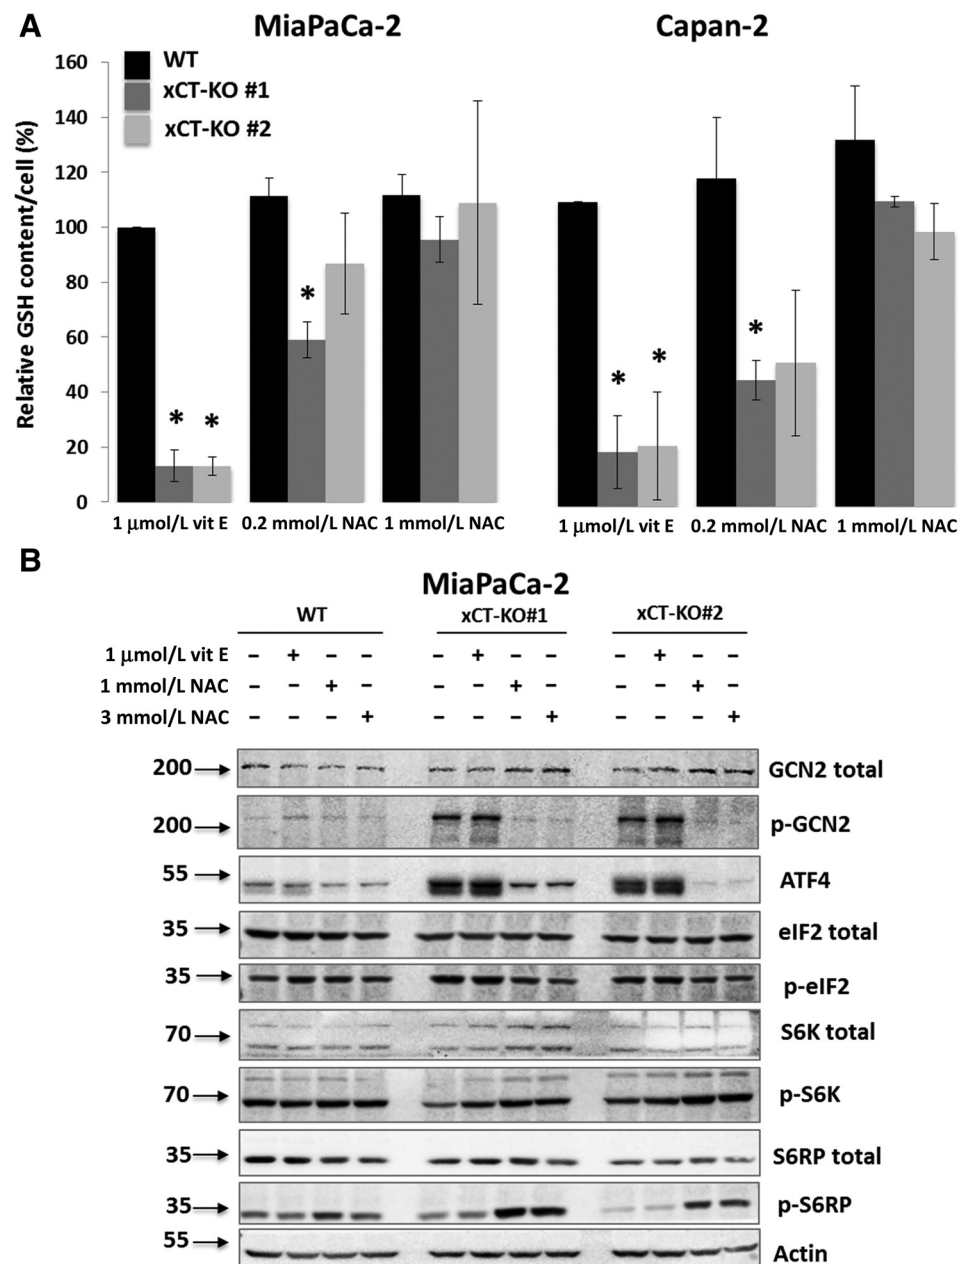 A
MiaPaCa-2
Capan-2
Relative GSH content/cell (%)
160
140
120
100
80
60
40
20
0
WT
xCT-KO #1
xCT-KO #2
* * *
* * *
1 µmol/L vit E 0.2 mmol/L NAC 1 mmol/L NAC
1 µmol/L vit E 0.2 mmol/L NAC 1 mmol/L NAC
B
MiaPaCa-2
WT xCT-KO#1 xCT-KO#2
1 µmol/L vit E – + – – – + – – – + – –
1 mmol/L NAC – – + – – – + – – – + –
3 mmol/L NAC – – – + – – – + – – – +
200 GCN2 total
200 p-GCN2
55 ATF4
35 eIF2 total
35 p-eIF2
70 S6K total
70 p-S6K
35 S6RP total
35 p-S6RP
55 Actin